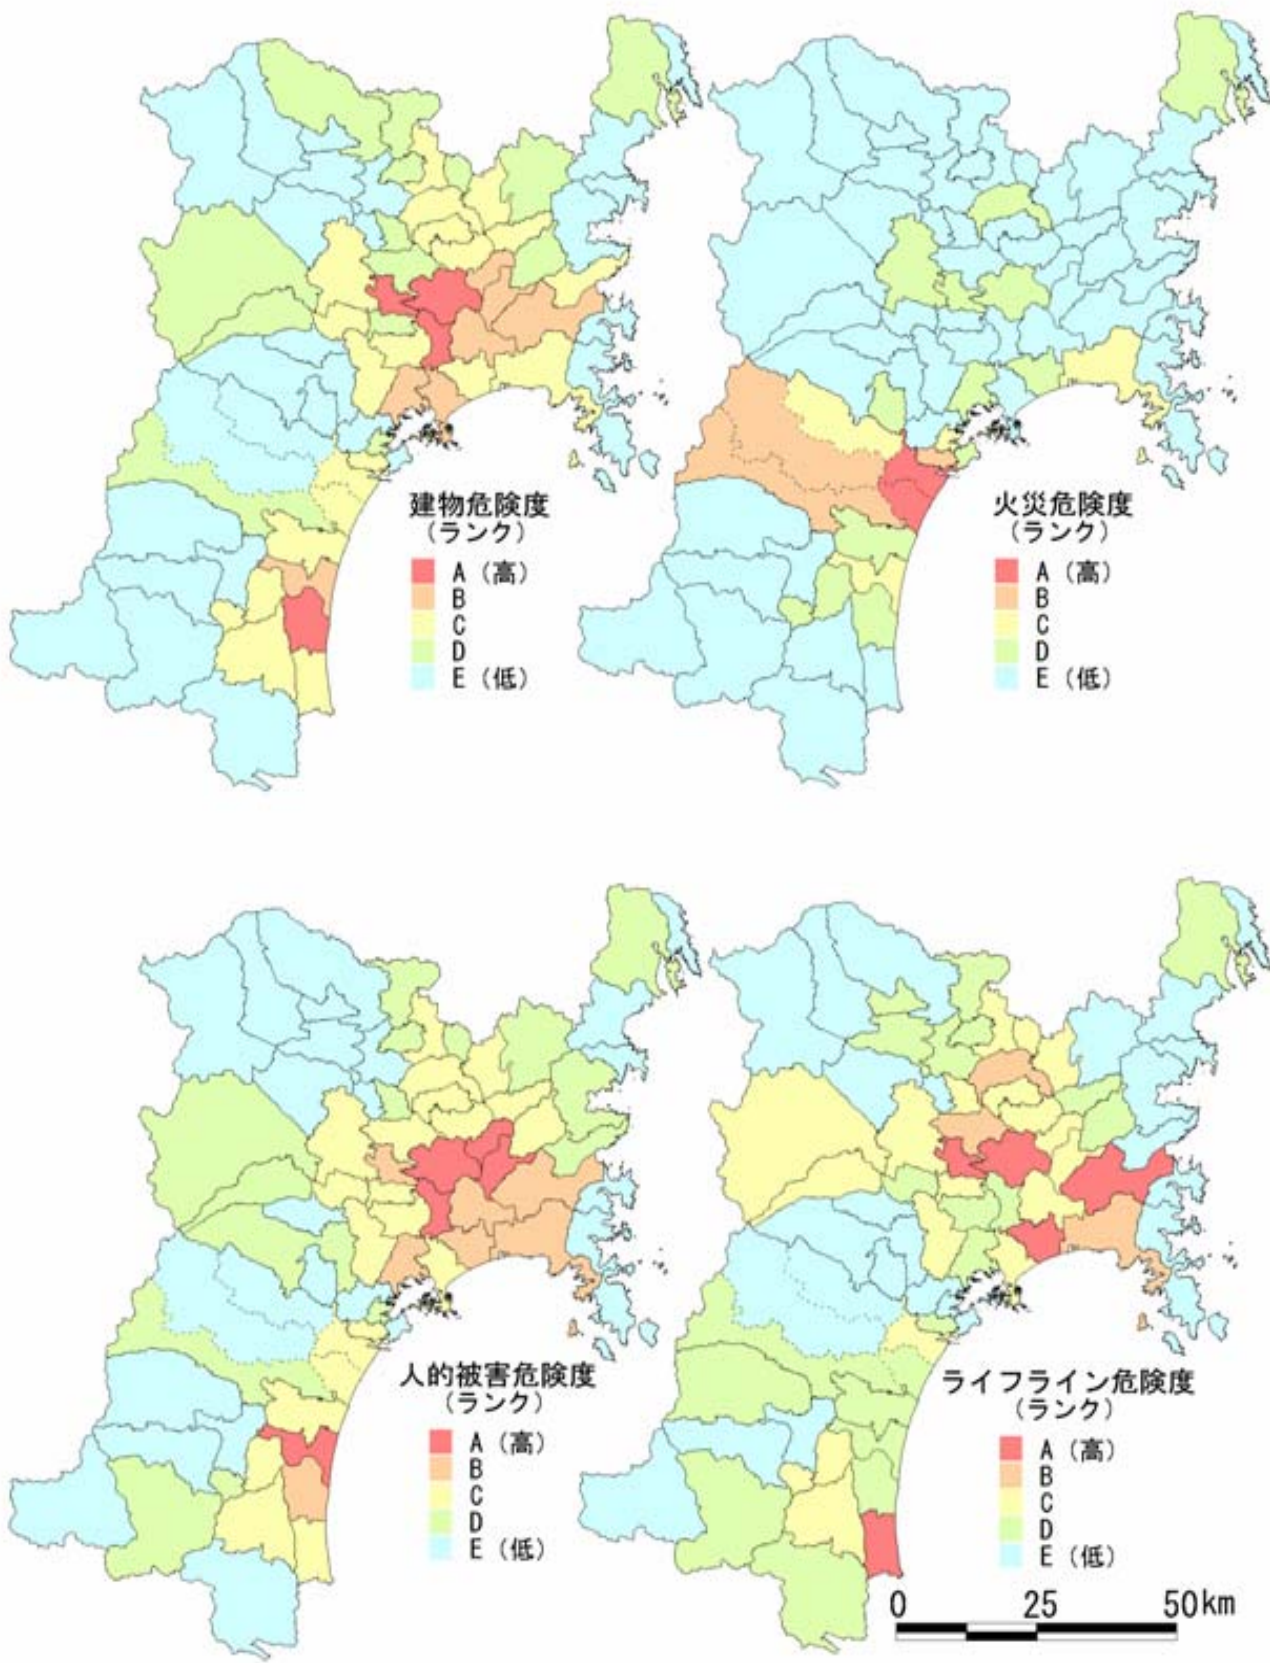 建物危険度
(ランク)
A (高)
B
C
D
E (低)
火災危険度
(ランク)
A (高)
B
C
D
E (低)
人的被害危険度
(ランク)
A (高)
B
C
D
E (低)
ライフライン危険度
(ランク)
A (高)
B
C
D
E (低)
0 25 50km